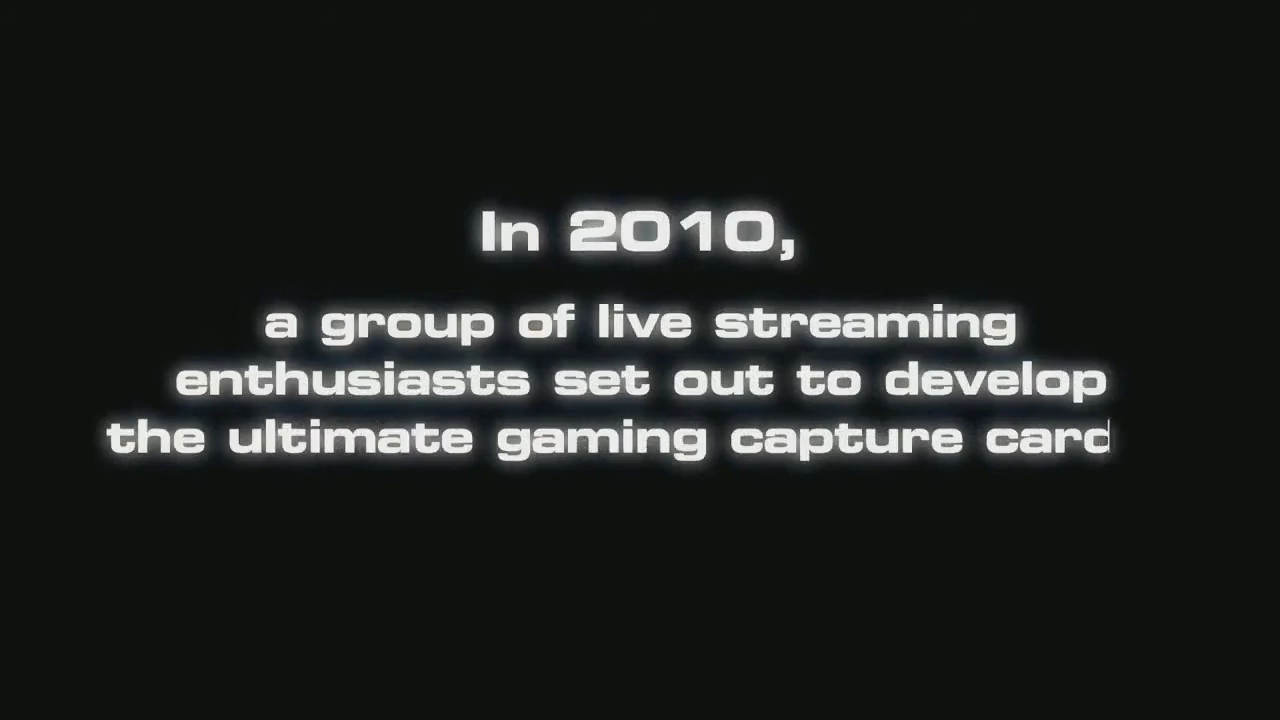 In 2010,
a group of live streaming
enthusiasts set out to develop
the ultimate gaming capture card